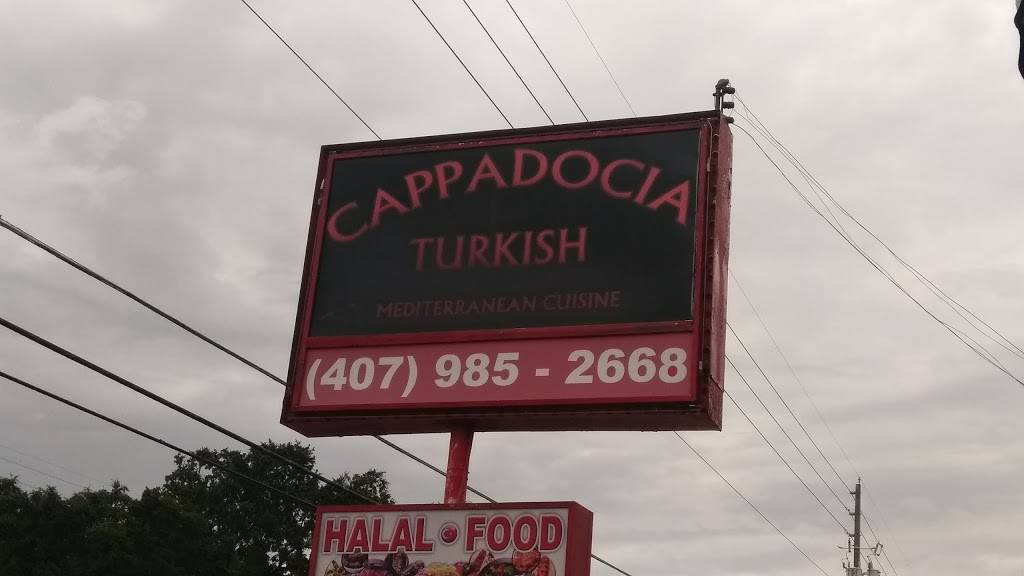 CAPPADOCIA
TURKISH
MEDITERRANEAN CUISINE
(407) 985 - 2668
HALAL • FOOD